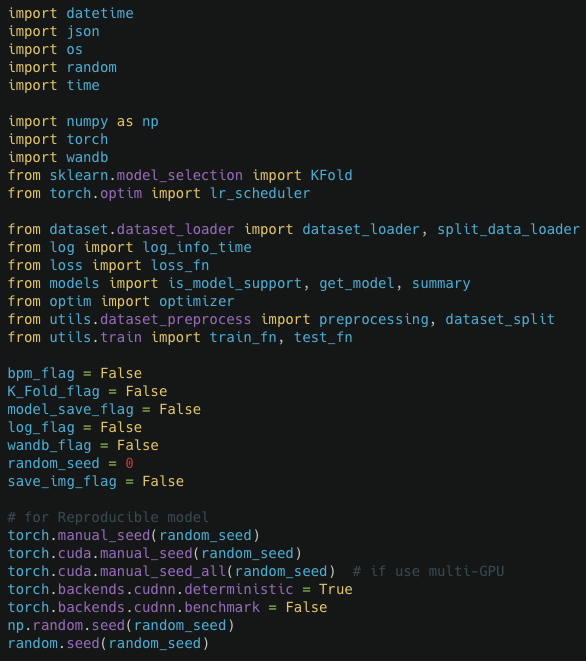 import datetime
import json
import os
import random
import time
import numpy as np
import torch
import wandb
from sklearn.model_selection import KFold
from torch.optim import lr_scheduler
from dataset.dataset_loader import dataset_loader, split_data_loader
from log import log_info_time
from loss import loss_fn
from models import is_model_support, get_model, summary
from optim import optimizer
from utils.dataset_preprocess import preprocessing, dataset_split
from utils.train import train_fn, test_fn
bpm_flag = False
K_Fold_flag = False
model_save_flag = False
log_flag = False
wandb_flag = False
random_seed = 0
save_img_flag = False
# for Reproducible model
torch.manual_seed(random_seed)
torch.cuda.manual_seed(random_seed)
torch.cuda.manual_seed_all(random_seed)  # if use multi-GPU
torch.backends.cudnn.deterministic = True
torch.backends.cudnn.benchmark = False
np.random.seed(random_seed)
random.seed(random_seed)